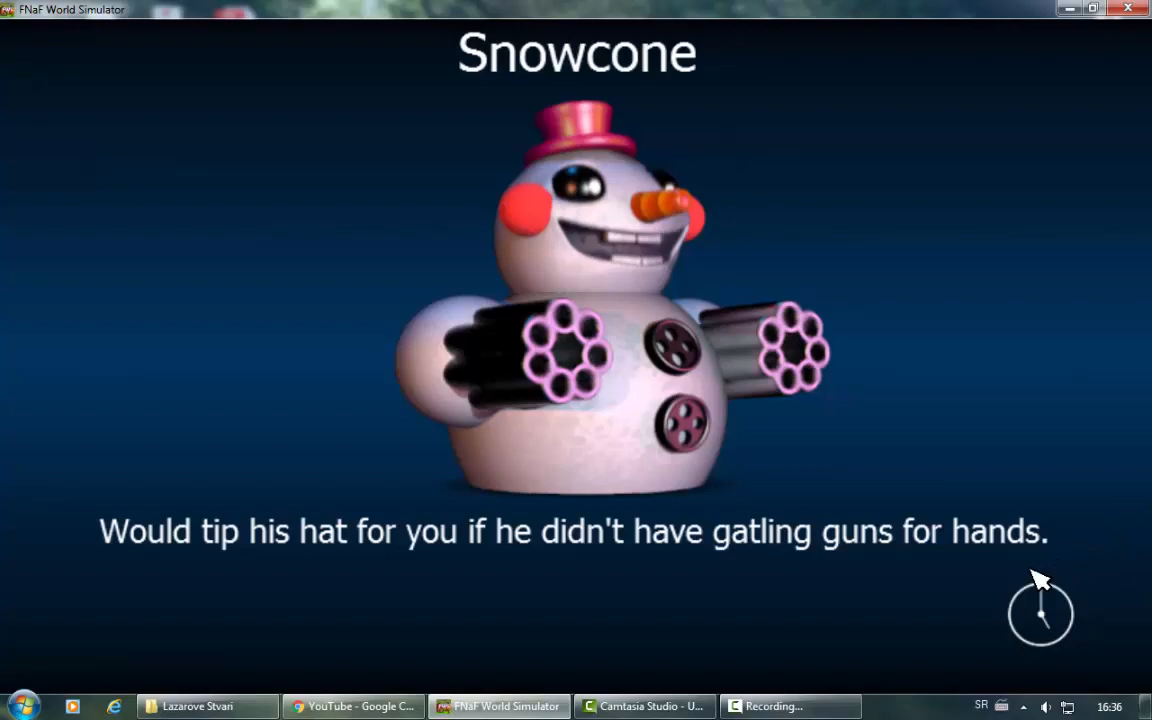 FNaF World Simulator
Snowcone
Would tip his hat for you if he didn't have gatling guns for hands.
Lazarove Stvari
YouTube - Google C...
FNaF World Simulator
Camtasia Studio - U...
Recording...
SR
16:36